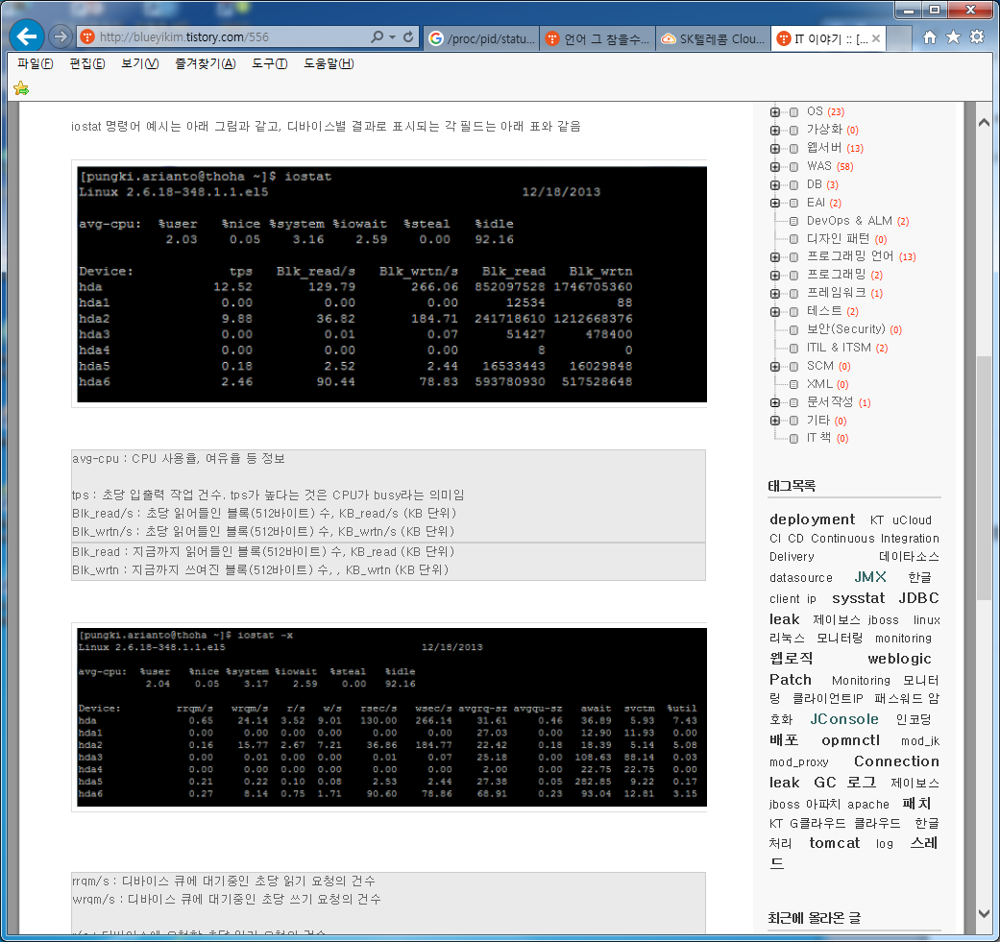 http://blueyikim.tistory.com/556
/proc/pid/statu...
언어 그 참을수...
SK텔레콤 Clou...
IT 이야기 :: [...
파일(F) 편집(E) 보기(V) 즐겨찾기(A) 도구(T) 도움말(H)
iostat 명령어 예시는 아래 그림과 같고, 디바이스별 결과로 표시되는 각 필드는 아래 표와 같음
[pungki.arianto@thoha ~]$ iostat
Linux 2.6.18-348.1.1.el5 12/18/2013
avg-cpu: %user %nice %system %iowait %steal %idle
2.03 0.05 3.16 2.59 0.00 92.16
Device: tps Blk_read/s Blk_wrtn/s Blk_read Blk_wrtn
hda 12.52 129.79 266.06 852097528 1746705360
hda1 0.00 0.00 0.00 12534 88
hda2 9.88 36.82 184.71 241718610 1212668376
hda3 0.00 0.01 0.07 51427 478400
hda4 0.00 0.00 0.00 8 0
hda5 0.18 2.52 2.44 16533443 16029848
hda6 2.46 90.44 78.83 593780930 517528648
avg-cpu : CPU 사용율, 여유율 등 정보
tps : 초당 입출력 작업 건수. tps가 높다는 것은 CPU가 busy라는 의미임
Blk_read/s : 초당 읽어들인 블록(512바이트) 수, KB_read/s (KB 단위)
Blk_wrtn/s : 초당 읽어들인 블록(512바이트) 수, KB_wrtn/s (KB 단위)
Blk_read : 지금까지 읽어들인 블록(512바이트) 수, KB_read (KB 단위)
Blk_wrtn : 지금까지 쓰여진 블록(512바이트) 수, , KB_wrtn (KB 단위)
[pungki.arianto@thoha ~]$ iostat -x
Linux 2.6.18-348.1.1.el5 12/18/2013
avg-cpu: %user %nice %system %iowait %steal %idle
2.04 0.05 3.17 2.59 0.00 92.16
Device: rrqm/s wrqm/s r/s w/s rsec/s wsec/s avgrq-sz avgqu-sz await svctm %util
hda 0.65 24.14 3.52 9.01 130.00 266.14 31.61 0.46 36.89 5.93 7.43
hda1 0.00 0.00 0.00 0.00 0.00 0.00 27.03 0.00 12.90 11.93 0.00
hda2 0.16 15.77 2.67 7.21 36.86 184.77 22.42 0.18 18.39 5.14 5.08
hda3 0.00 0.01 0.00 0.00 0.01 0.07 25.18 0.00 108.63 88.14 0.03
hda4 0.00 0.00 0.00 0.00 0.00 0.00 2.00 0.00 22.75 22.75 0.00
hda5 0.21 0.22 0.10 0.08 2.53 2.44 27.38 0.05 282.85 9.22 0.17
hda6 0.27 8.14 0.75 1.71 90.60 78.86 68.91 0.23 93.04 12.81 3.15
rrqm/s : 디바이스 큐에 대기중인 초당 읽기 요청의 건수
wrqm/s : 디바이스 큐에 대기중인 초당 쓰기 요청의 건수
OS (23)
가상화 (0)
웹서버 (13)
WAS (58)
DB (3)
EAI (2)
DevOps & ALM (2)
디자인 패턴 (0)
프로그래밍 언어 (13)
프로그래밍 (2)
프레임워크 (1)
테스트 (2)
보안(Security) (0)
ITIL & ITSM (2)
SCM (0)
XML (0)
문서작성 (1)
기타 (0)
IT 책 (0)
태그목록
deployment KT uCloud
CI CD Continuous Integration
Delivery 데이타소스
datasource JMX 한글
client ip sysstat JDBC
leak 제이보스 jboss linux
리눅스 모니터링 monitoring
웹로직 weblogic
Patch Monitoring 모니터
링 클라이언트IP 패스워드 암
호화 JConsole 인코딩
배포 opmnctl mod_jk
mod_proxy Connection
leak GC 로그 제이보스
jboss 아파치 apache 패치
KT G클라우드 클라우드 한글
처리 tomcat log 스레
드
최근에 올라온 글